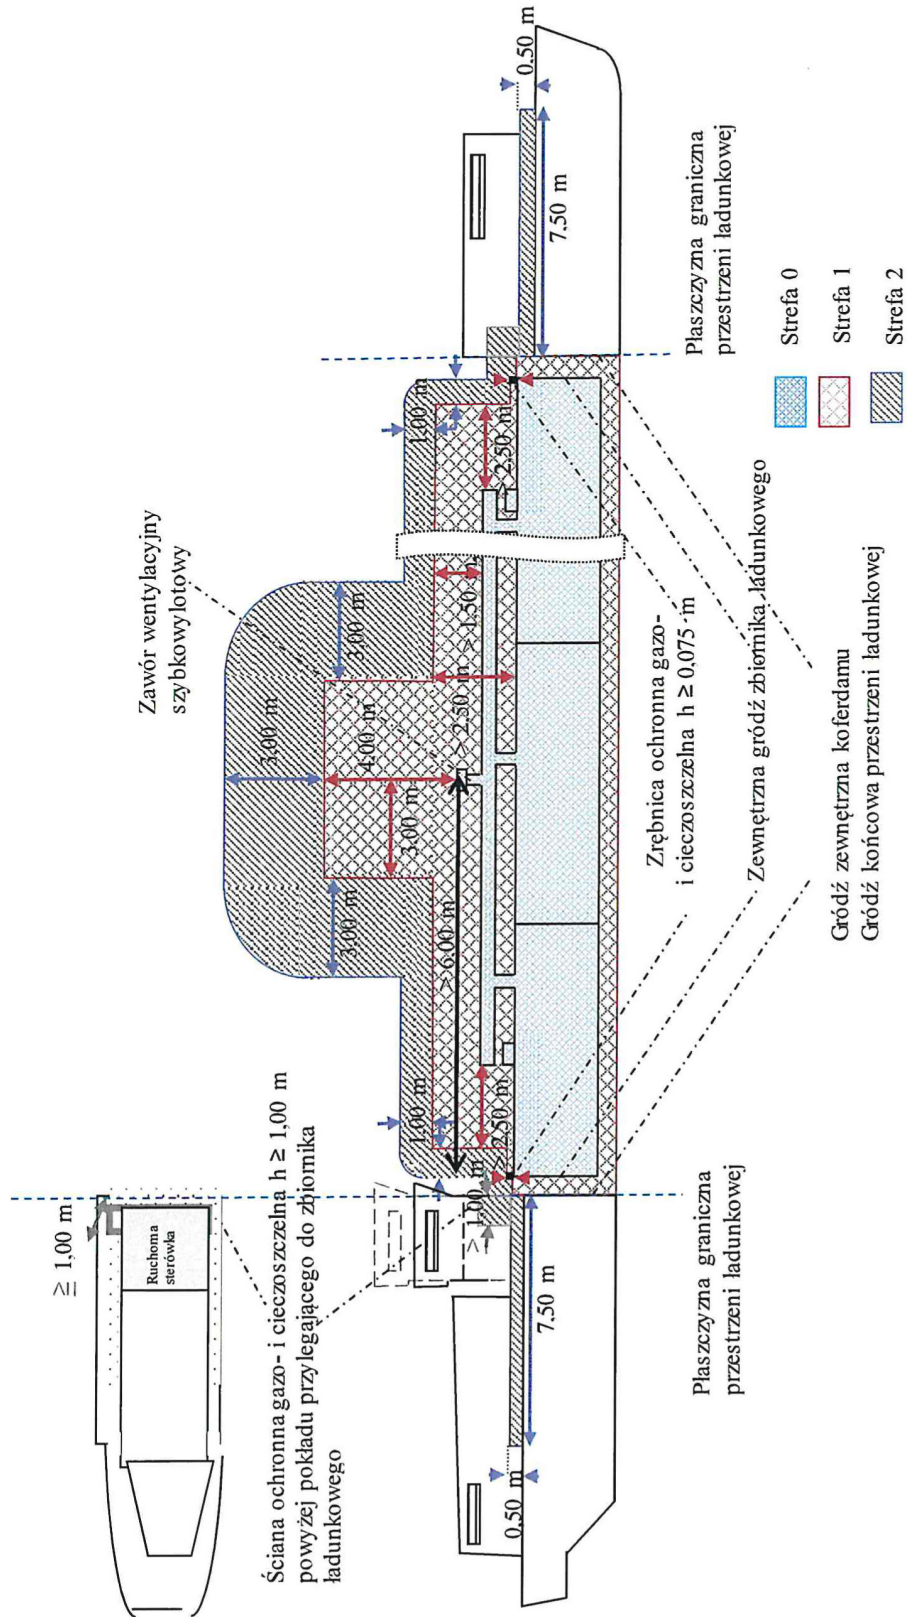 ≧ 1,00 m
Ruchoma
sterówka
Ściana ochronna gazo- i cieczoszczelna h ≥ 1,00 m
powyżej pokładu przylegającego do zbiornika
ładunkowego
Zawór wentylacyjny
szybkowylotowy
3,00 m
3,00 m
3,00 m
4,00 m
3,00 m
1,00 m
1,00 m
> 6,00 m
> 2,50 m
> 1,50 m
> 2,50 m
> 2,50 m
> 1,00 m
0,50 m
0,50 m
7,50 m
7,50 m
Płaszczyzna graniczna
przestrzeni ładunkowej
Płaszczyzna graniczna
przestrzeni ładunkowej
Zrębnica ochronna gazo-
i cieczoszczelna h ≥ 0,075 m
Zewnętrzna gródź zbiornika ładunkowego
Gródź zewnętrzna koferdamu
Gródź końcowa przestrzeni ładunkowej
Strefa 0
Strefa 1
Strefa 2